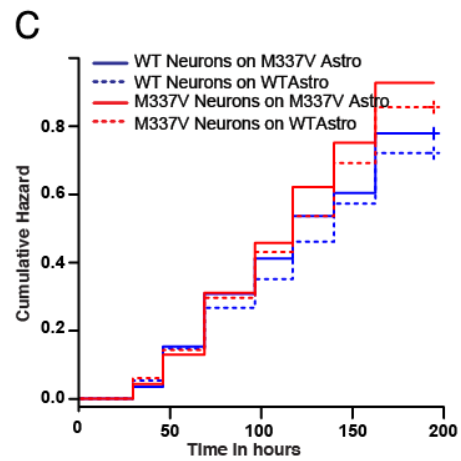 C
WT Neurons on M337V Astro
WT Neurons on WTAstro
M337V Neurons on M337V Astro
M337V Neurons on WTAstro
Cumulative Hazard
0.8
0.6
0.4
0.2
0.0
0 50 100 150 200
Time in hours